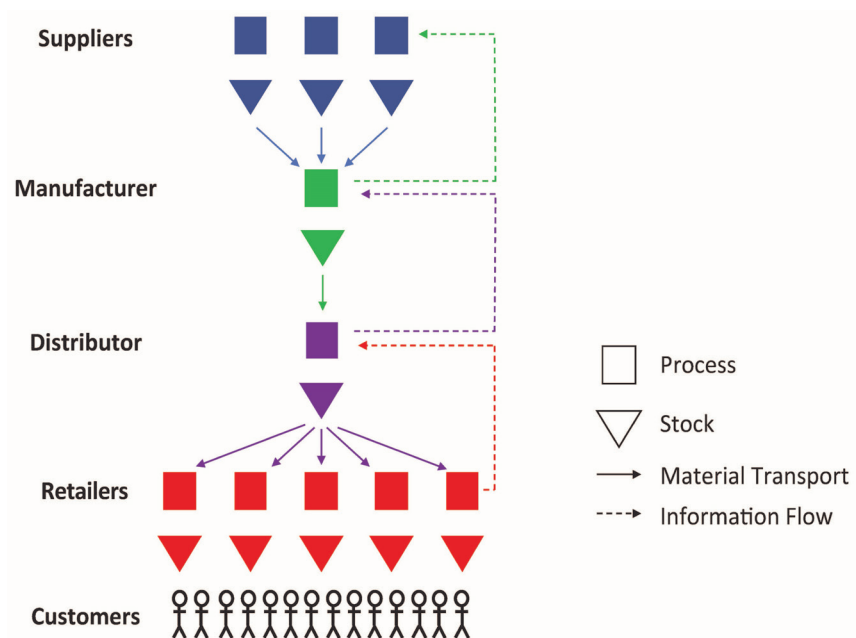 Suppliers
Manufacturer
Distributor
Process
Stock
Retailers
Material Transport
Information Flow
Customers